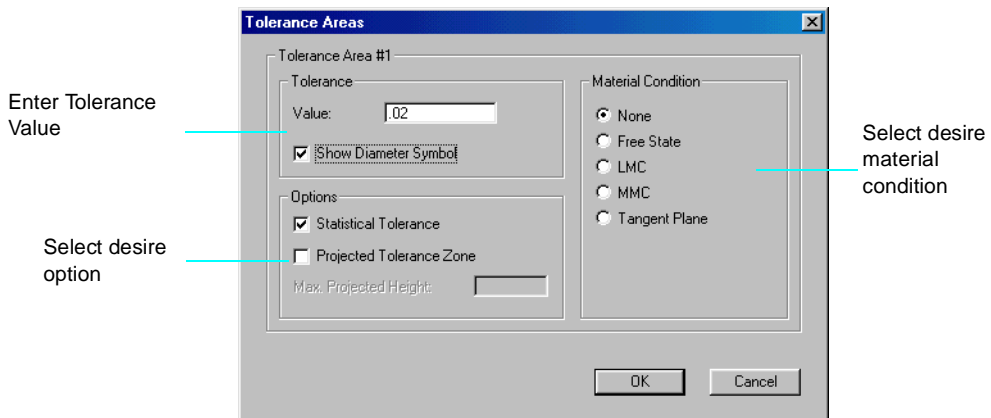 Tolerance Areas
Tolerance Area #1
Tolerance
Value: .02
Show Diameter Symbol
Options
Statistical Tolerance
Projected Tolerance Zone
Max. Projected Height:
Material Condition
None
Free State
LMC
MMC
Tangent Plane
OK
Cancel
Enter Tolerance
Value
Select desire
option
Select desire
material
condition